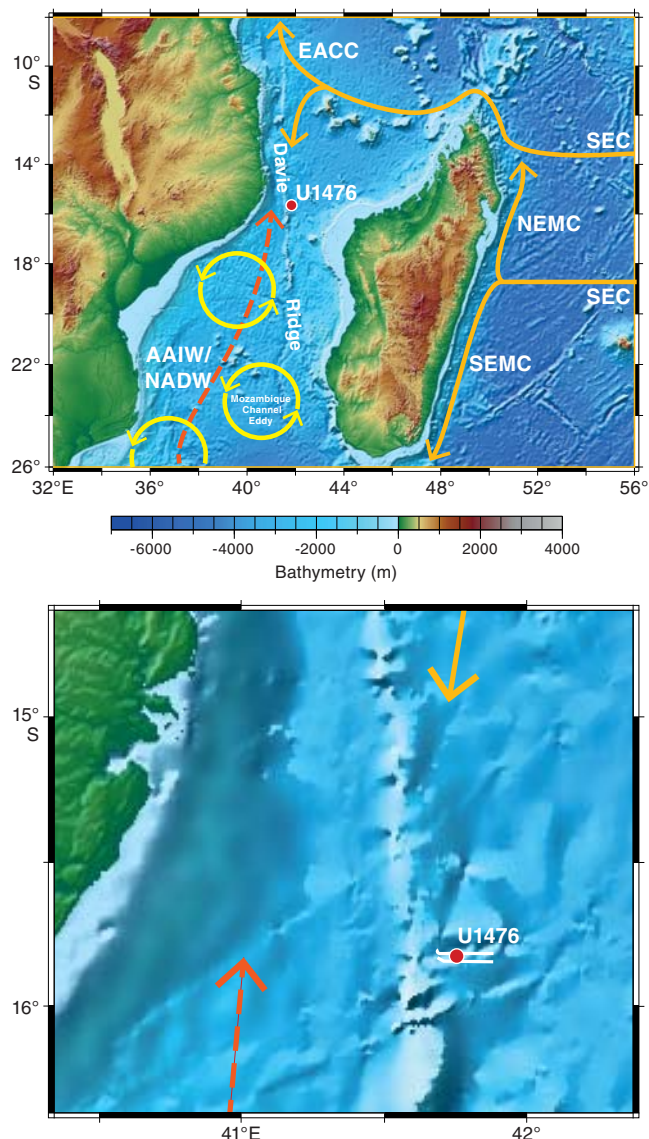 EACC
10°
S
SEC
14°
Davie
U1476
NEMC
18°
SEC
Ridge
AAIW/
NADW
22°
SEMC
Mozambique
Channel
Eddy
26°
32°E
36°
40°
44°
48°
52°
56°
-6000
-4000
-2000
0
2000
4000
Bathymetry (m)
15°
S
U1476
16°
41°E
42°